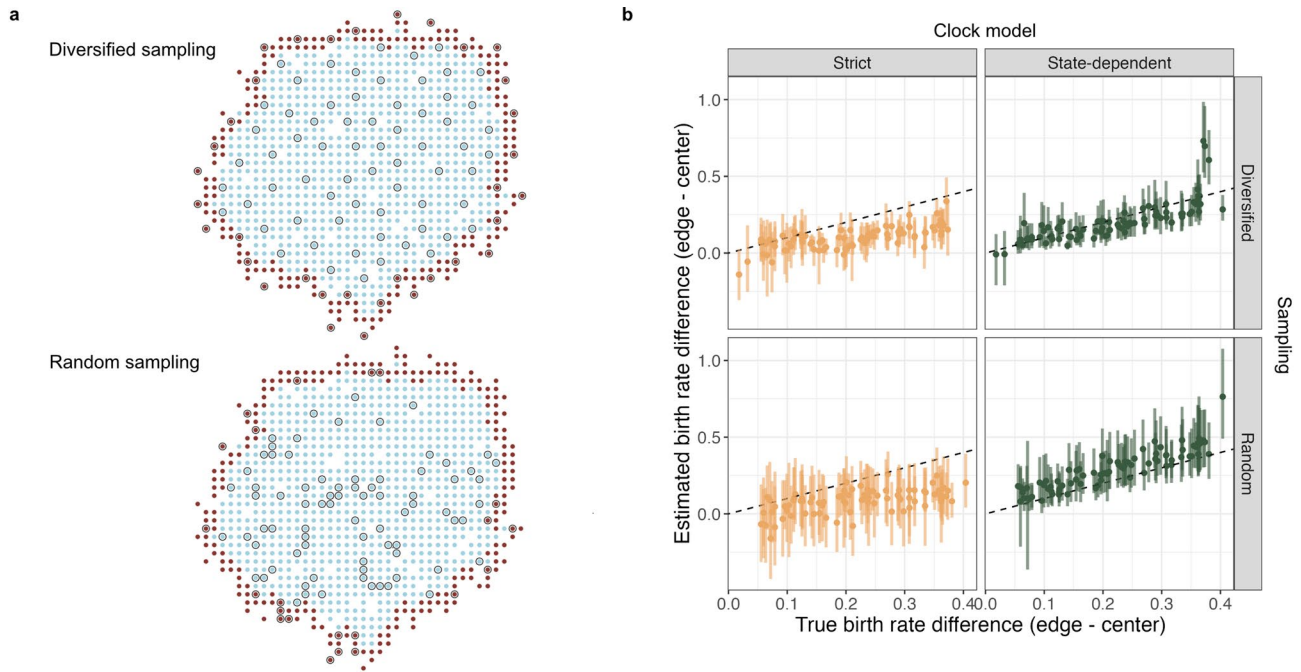 a
Diversified sampling
Random sampling
b
Clock model
Strict
State-dependent
Estimated birth rate difference (edge - center)
1.0
0.5
0.0
Diversified
1.0
0.5
0.0
Random
Sampling
0.0 0.1 0.2 0.3 0.40.0 0.1 0.2 0.3 0.4
True birth rate difference (edge - center)